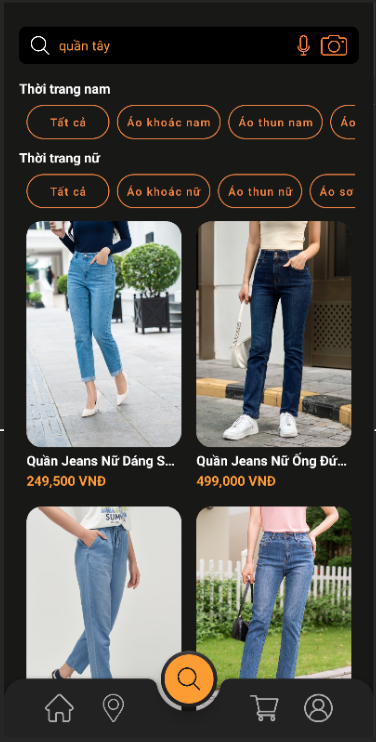 quần tây
Thời trang nam
Tất cả
Áo khoác nam
Áo thun nam
Áo
Thời trang nữ
Tất cả
Áo khoác nữ
Áo thun nữ
Áo sơ
Quần Jeans Nữ Dáng S...
Quần Jeans Nữ Ống Đứ...
249,500 VNĐ
499,000 VNĐ
SUMM